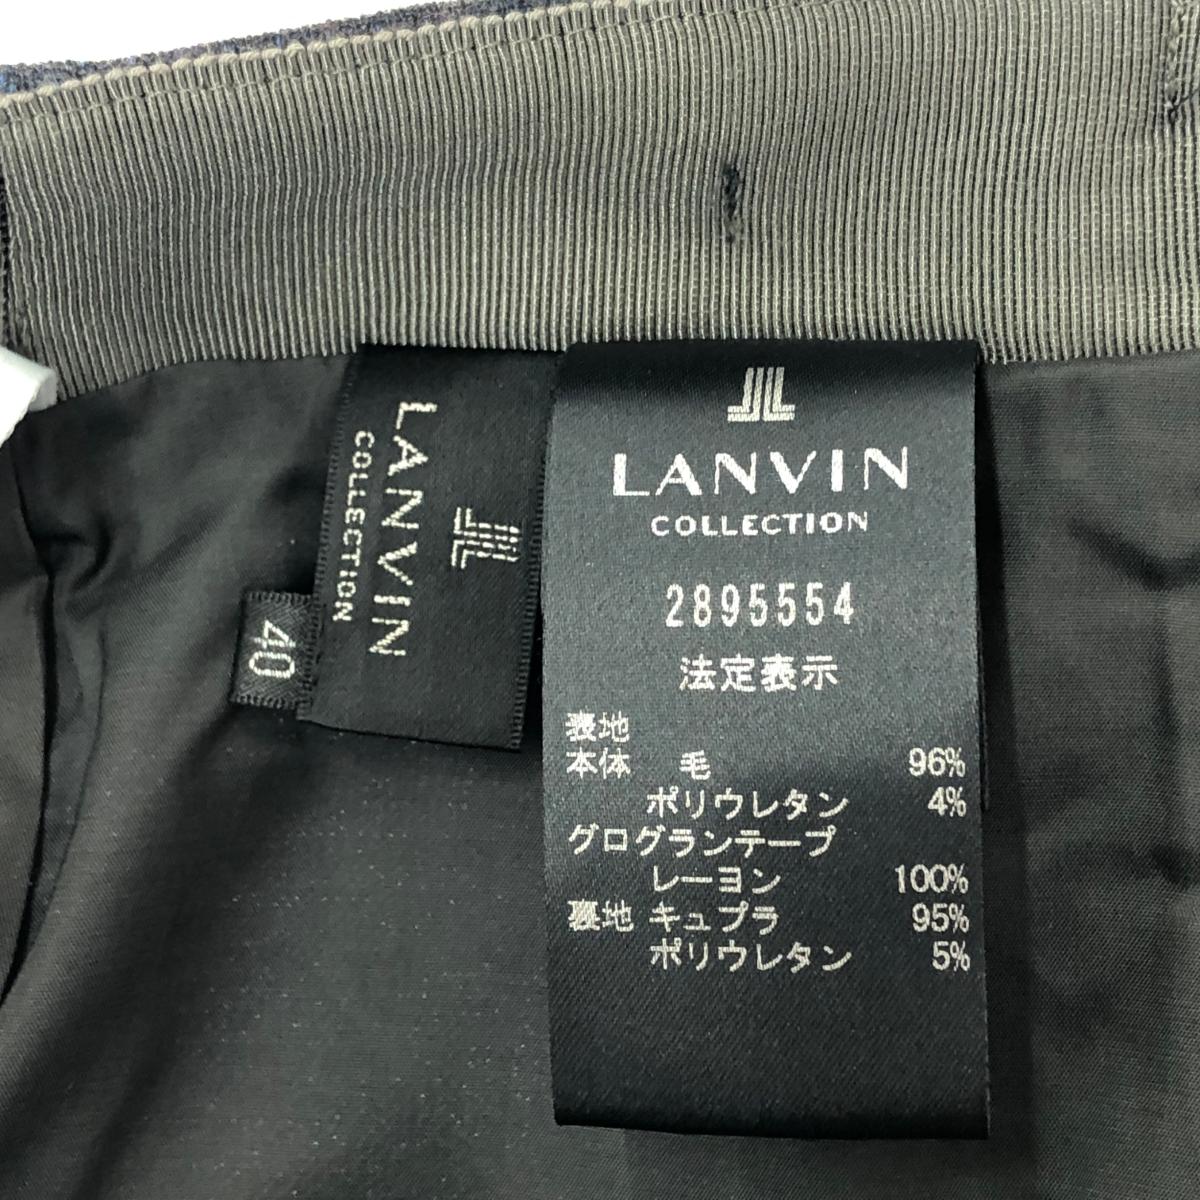 LANVIN
COLLECTION
40
LANVIN
COLLECTION
2895554
法定表示
表地
本体 毛 96%
ポリウレタン 4%
グログランテープ
レーヨン 100%
裏地 キュプラ 95%
ポリウレタン 5%